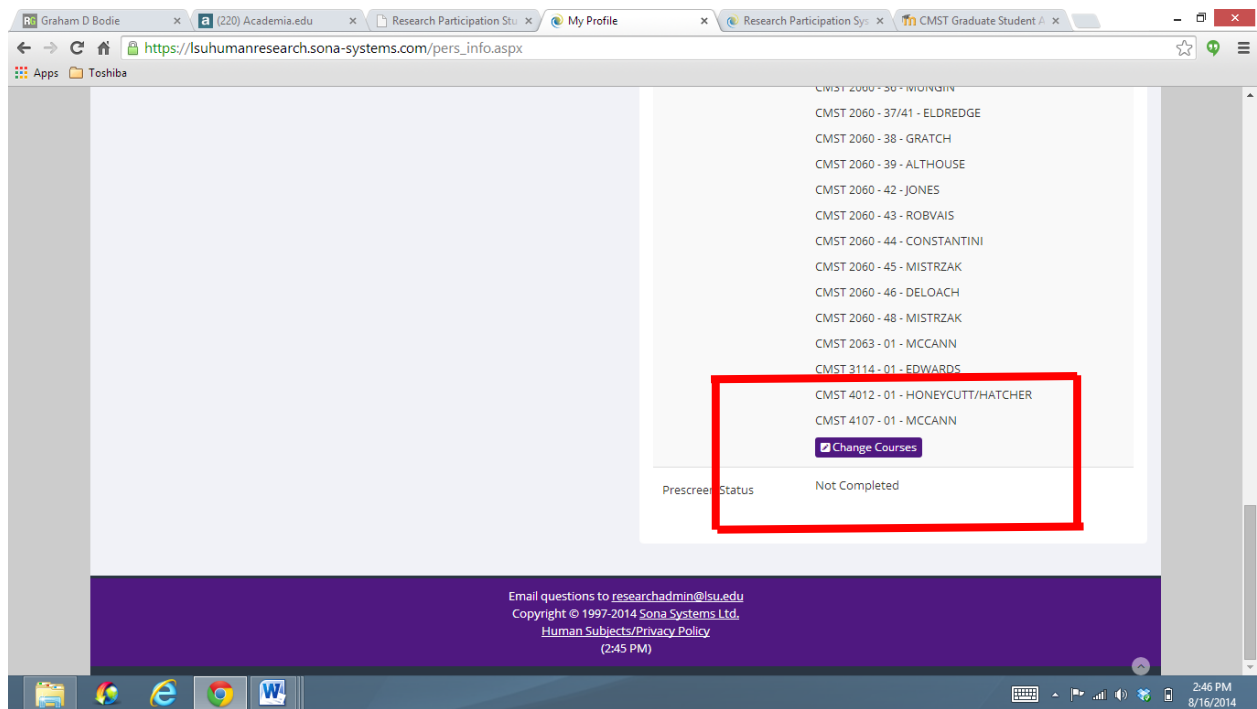 Graham D Bodie
(220) Academia.edu
Research Participation Stu
My Profile
Research Participation Sys
CMST Graduate Student A
https://lsuhumanresearch.sona-systems.com/pers_info.aspx
Apps
Toshiba
CMST 2060 - 36 - MUNGIN
CMST 2060 - 37/41 - ELDREDGE
CMST 2060 - 38 - GRATCH
CMST 2060 - 39 - ALTHOUSE
CMST 2060 - 42 - JONES
CMST 2060 - 43 - ROBVAIS
CMST 2060 - 44 - CONSTANTINI
CMST 2060 - 45 - MISTRZAK
CMST 2060 - 46 - DELOACH
CMST 2060 - 48 - MISTRZAK
CMST 2063 - 01 - MCCANN
CMST 3114 - 01 - EDWARDS
CMST 4012 - 01 - HONEYCUTT/HATCHER
CMST 4107 - 01 - MCCANN
Change Courses
Prescreen Status Not Completed
Email questions to researchadmin@lsu.edu
Copyright © 1997-2014 Sona Systems Ltd.
Human Subjects/Privacy Policy
(2:45 PM)
2:46 PM
8/16/2014